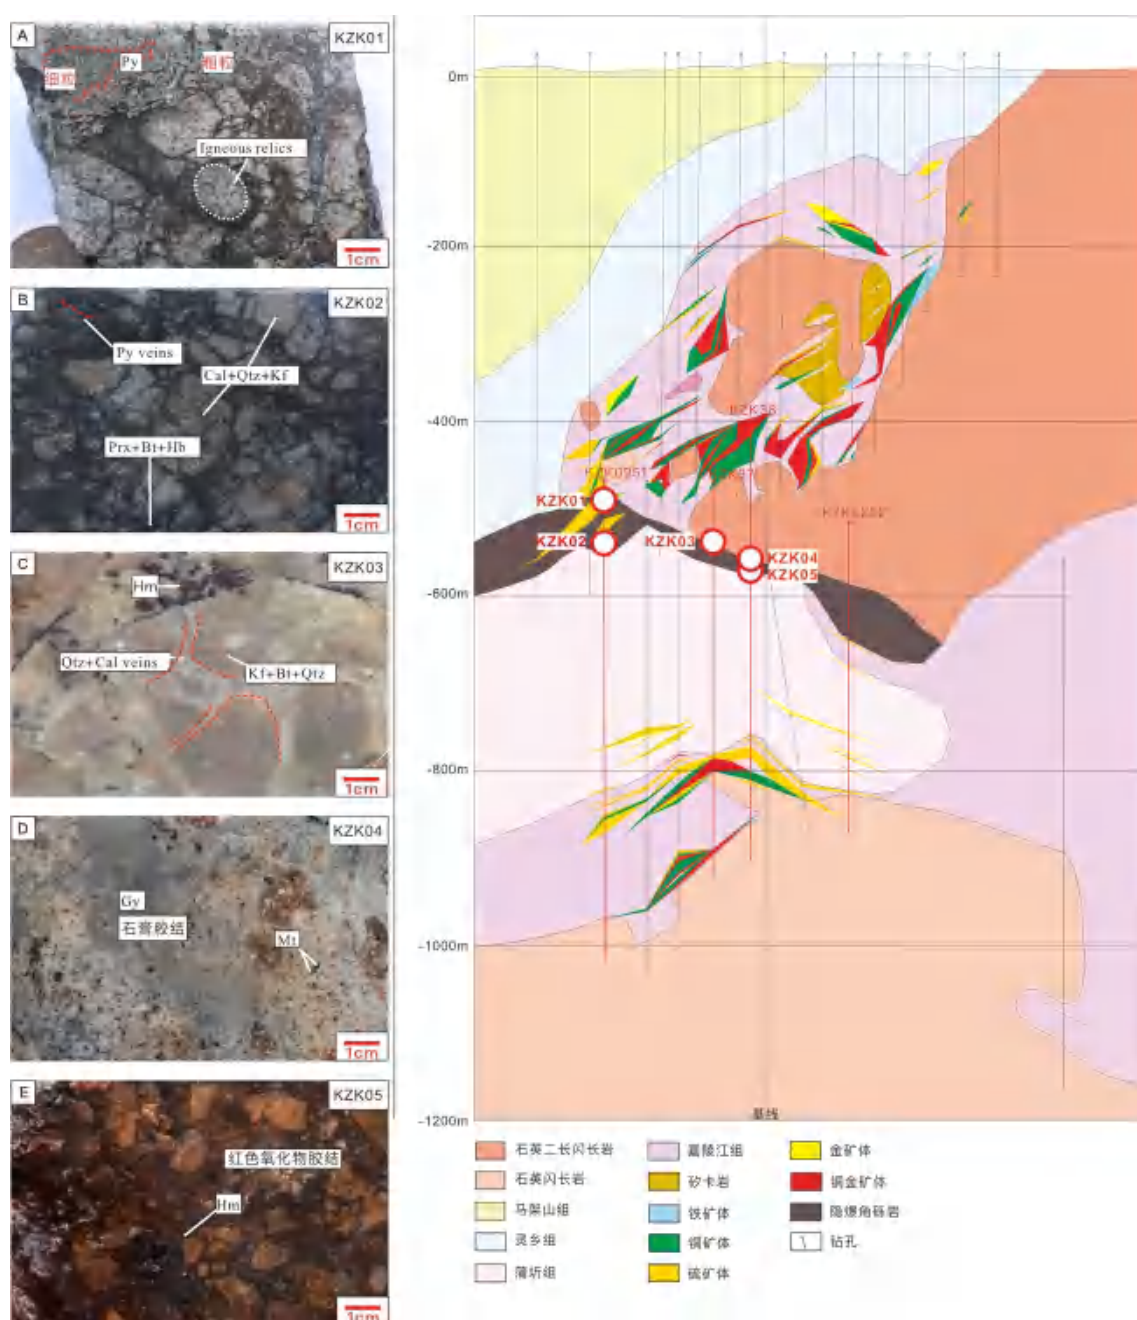 A
KZK01
Py
细粒
粗粒
Igneous relics
1cm
B
KZK02
Py veins
Cal+Qtz+Kf
Prx+Bt+Hb
1cm
C
KZK03
Hm
Qtz+Cal veins
Kf+Bt+Qtz
1cm
D
KZK04
Gy
石膏胶结
Mt
1cm
E
KZK05
红色氧化物胶结
Hm
1cm
0m
-200m
-400m
-600m
-800m
-1000m
-1200m
KZK01
KZK02
KZK03
KZK04
KZK05
基线
石英二长闪长岩
石英闪长岩
马架山组
灵乡组
蒲圻组
嘉陵江组
矽卡岩
铁矿体
铜矿体
硫矿体
金矿体
铜金矿体
隐爆角砾岩
钻孔